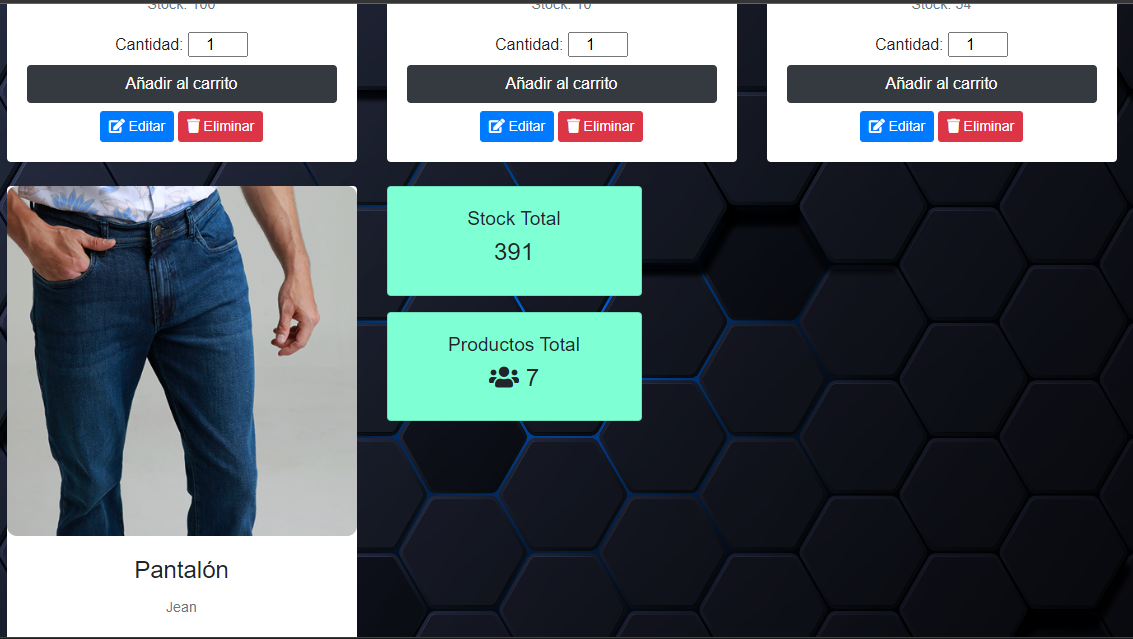 Stock: 100
Stock: 10
Stock: 54
Cantidad: 1
Cantidad: 1
Cantidad: 1
Añadir al carrito
Añadir al carrito
Añadir al carrito
Editar Eliminar
Editar Eliminar
Editar Eliminar
Stock Total
391
Productos Total
7
Pantalón
Jean